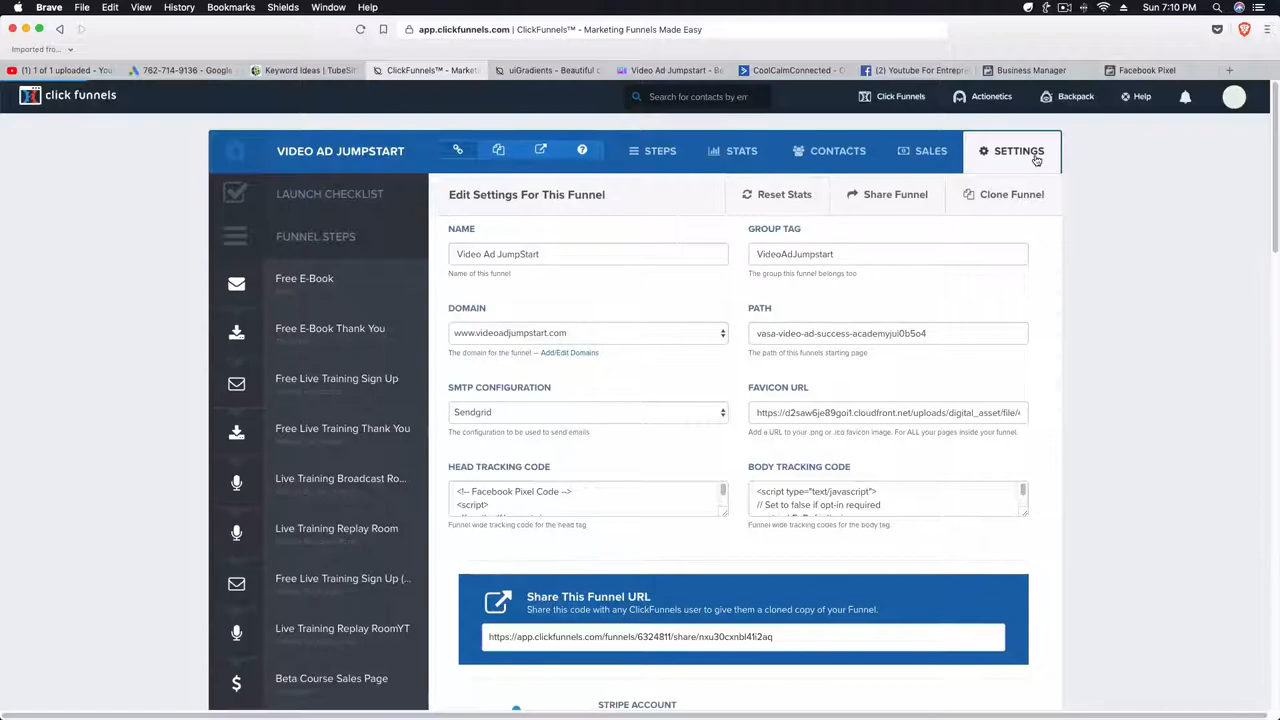 Brave File Edit View History Bookmarks Shields Window Help Sun 7:10 PM
app.clickfunnels.com | ClickFunnels™ - Marketing Funnels Made Easy
Imported fro...
(1) 1 of 1 uploaded - You
762-714-9136 - Google
Keyword Ideas | TubeSi
ClickFunnels™ - Market
uiGradients - Beautiful c
Video Ad Jumpstart - Be
CoolCalmConnected - O
(2) Youtube For Entrepre
Business Manager
Facebook Pixel
click funnels
Search for contacts by em
Click Funnels
Actionetics
Backpack
Help
VIDEO AD JUMPSTART
STEPS
STATS
CONTACTS
SALES
SETTINGS
LAUNCH CHECKLIST
FUNNEL STEPS
Free E-Book
Free E-Book Thank You
Free Live Training Sign Up
Free Live Training Thank You
Live Training Broadcast Ro...
Live Training Replay Room
Free Live Training Sign Up (...
Live Training Replay RoomYT
Beta Course Sales Page
Edit Settings For This Funnel
Reset Stats
Share Funnel
Clone Funnel
NAME
Video Ad JumpStart
Name of this funnel
GROUP TAG
VideoAdJumpstart
The group this funnel belongs too
DOMAIN
www.videoadjumpstart.com
The domain for the funnel — Add/Edit Domains
PATH
vasa-video-ad-success-academyjui0b5o4
The path of this funnels starting page
SMTP CONFIGURATION
Sendgrid
The configuration to be used to send emails
FAVICON URL
https://d2saw6je89goi1.cloudfront.net/uploads/digital_asset/file/
Add a URL to your .png or .ico favicon image. For ALL your pages inside your funnel.
HEAD TRACKING CODE
<!-- Facebook Pixel Code -->
<script>
Funnel wide tracking code for the head tag
BODY TRACKING CODE
<script type="text/javascript">
// Set to false if opt-in required
Funnel wide tracking codes for the body tag.
Share This Funnel URL
Share this code with any ClickFunnels user to give them a cloned copy of your Funnel.
https://app.clickfunnels.com/funnels/6324811/share/nxu30cxnbl41i2aq
STRIPE ACCOUNT